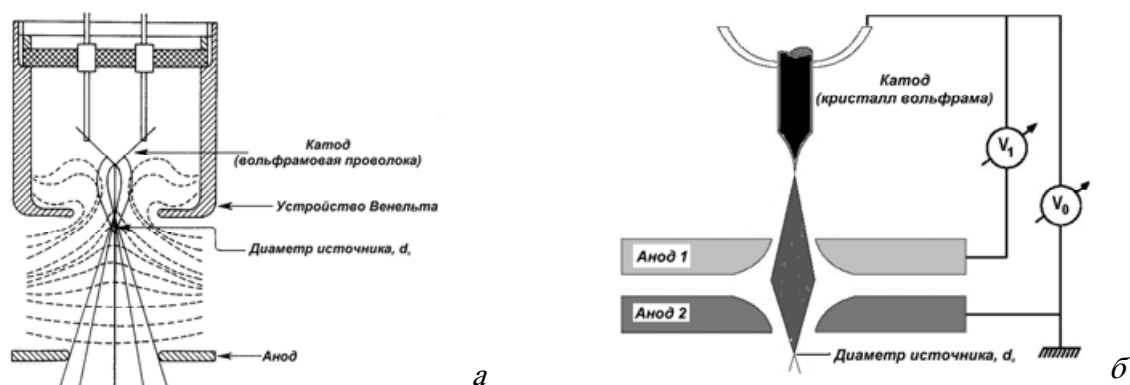 Катод
(вольфрамовая проволока)
Устройство Венельта
Диаметр источника, d₀
Анод
а
Катод
(кристалл вольфрама)
V₁
V₀
Анод 1
Анод 2
Диаметр источника, d₀
б